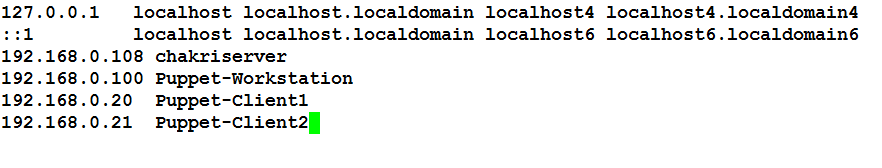 127.0.0.1   localhost localhost.localdomain localhost4 localhost4.localdomain4
::1         localhost localhost.localdomain localhost6 localhost6.localdomain6
192.168.0.108 chakriserver
192.168.0.100 Puppet-Workstation
192.168.0.20  Puppet-Client1
192.168.0.21  Puppet-Client2